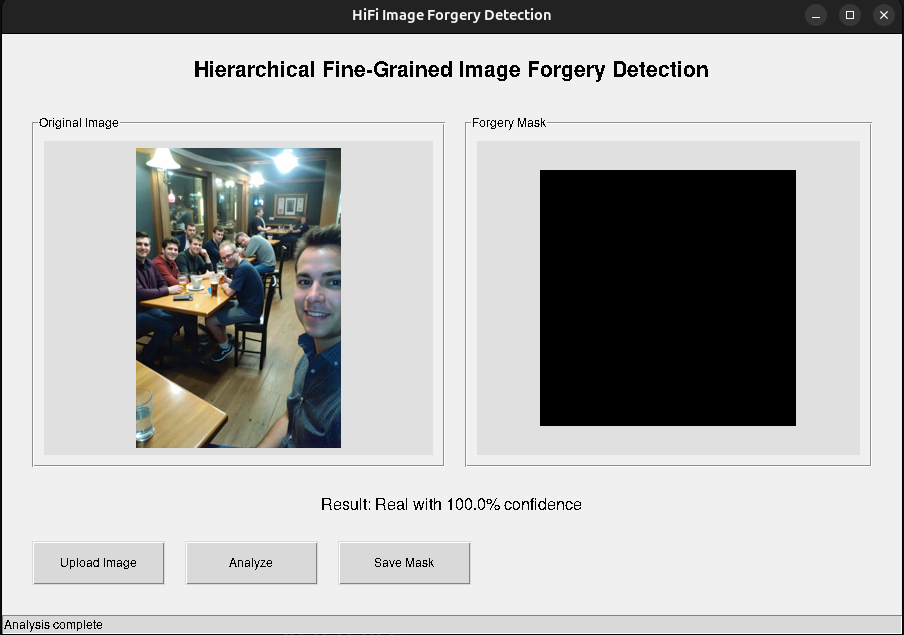 HiFi Image Forgery Detection
Hierarchical Fine-Grained Image Forgery Detection
Original Image
Forgery Mask
Result: Real with 100.0% confidence
Upload Image
Analyze
Save Mask
Analysis complete